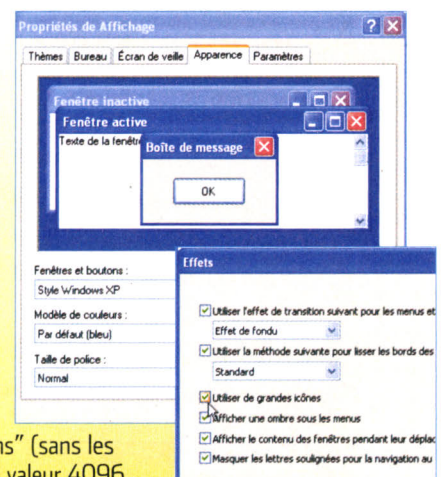 Propriétés de Affichage
Thèmes Bureau Écran de veille Apparence Paramètres
Fenêtre inactive
Fenêtre active
Texte de la fenêtr
Boîte de message
OK
Fenêtres et boutons :
Style Windows XP
Modèle de couleurs :
Par défaut (bleu)
Taille de police :
Normal
Effets
Utiliser l'effet de transition suivant pour les menus et
Effet de fondu
Utiliser la méthode suivante pour lisser les bords des
Standard
Utiliser de grandes icônes
Afficher une ombre sous les menus
Afficher le contenu des fenêtres pendant leur déplac
Masquer les lettres soulignées pour la navigation au
ns" (sans les
valeur 4096